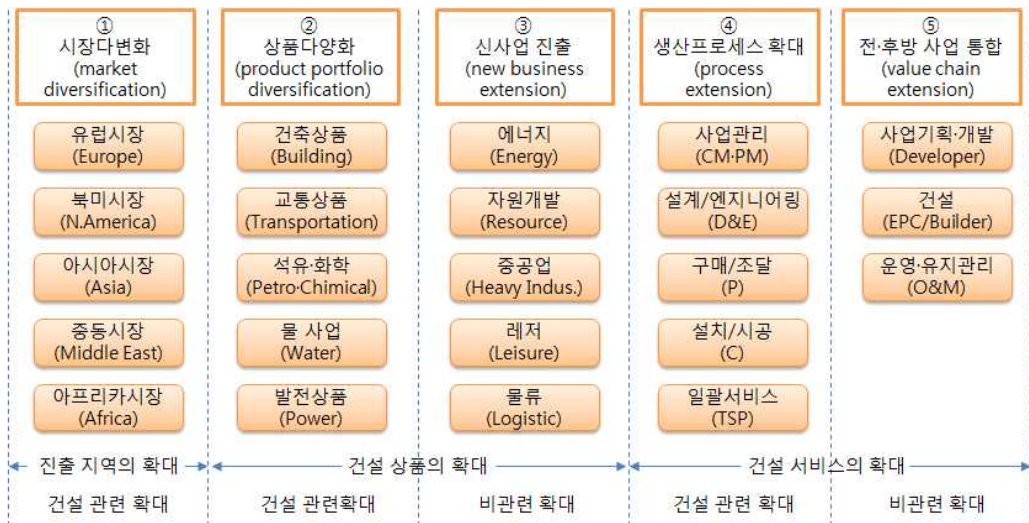 ①
시장다변화
(market
diversification)
②
상품다양화
(product portfolio
diversification)
③
신사업 진출
(new business
extension)
④
생산프로세스 확대
(process
extension)
⑤
전·후방 사업 통합
(value chain
extension)
유럽시장
(Europe)
북미시장
(N.America)
아시아시장
(Asia)
중동시장
(Middle East)
아프리카시장
(Africa)
건축상품
(Building)
교통상품
(Transportation)
석유·화학
(Petro·Chimical)
물 사업
(Water)
발전상품
(Power)
에너지
(Energy)
자원개발
(Resource)
중공업
(Heavy Indus.)
레저
(Leisure)
물류
(Logistic)
사업관리
(CM·PM)
설계/엔지니어링
(D&E)
구매/조달
(P)
설치/시공
(C)
일괄서비스
(TSP)
사업기획·개발
(Developer)
건설
(EPC/Builder)
운영·유지관리
(O&M)
진출 지역의 확대
건설 상품의 확대
건설 서비스의 확대
건설 관련 확대
건설 관련확대
비관련 확대
건설 관련 확대
비관련 확대